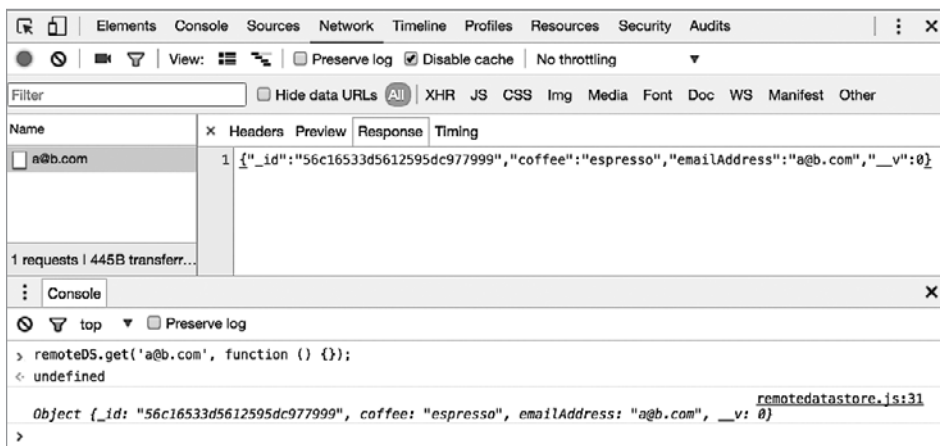 Elements Console Sources Network Timeline Profiles Resources Security Audits
View: Preserve log Disable cache No throttling
Filter Hide data URLs All XHR JS CSS Img Media Font Doc WS Manifest Other
Name × Headers Preview Response Timing
a@b.com
1 {"_id":"56c16533d5612595dc977999","coffee":"espresso","emailAddress":"a@b.com","__v":0}
1 requests | 445B transferr...
Console
top Preserve log
> remoteDS.get('a@b.com', function () {});
undefined
remotedatastore.js:31
Object {_id: "56c16533d5612595dc977999", coffee: "espresso", emailAddress: "a@b.com", __v: 0}
>